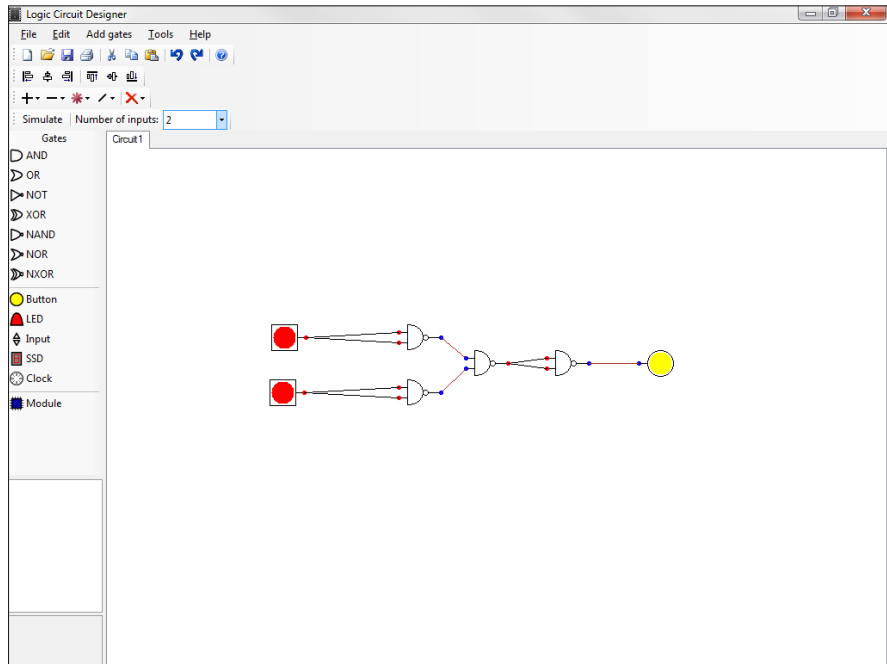 Logic Circuit Designer
File Edit Add gates Tools Help
Simulate Number of inputs: 2
Gates
Circuit1
AND
OR
NOT
XOR
NAND
NOR
NXOR
Button
LED
Input
SSD
Clock
Module